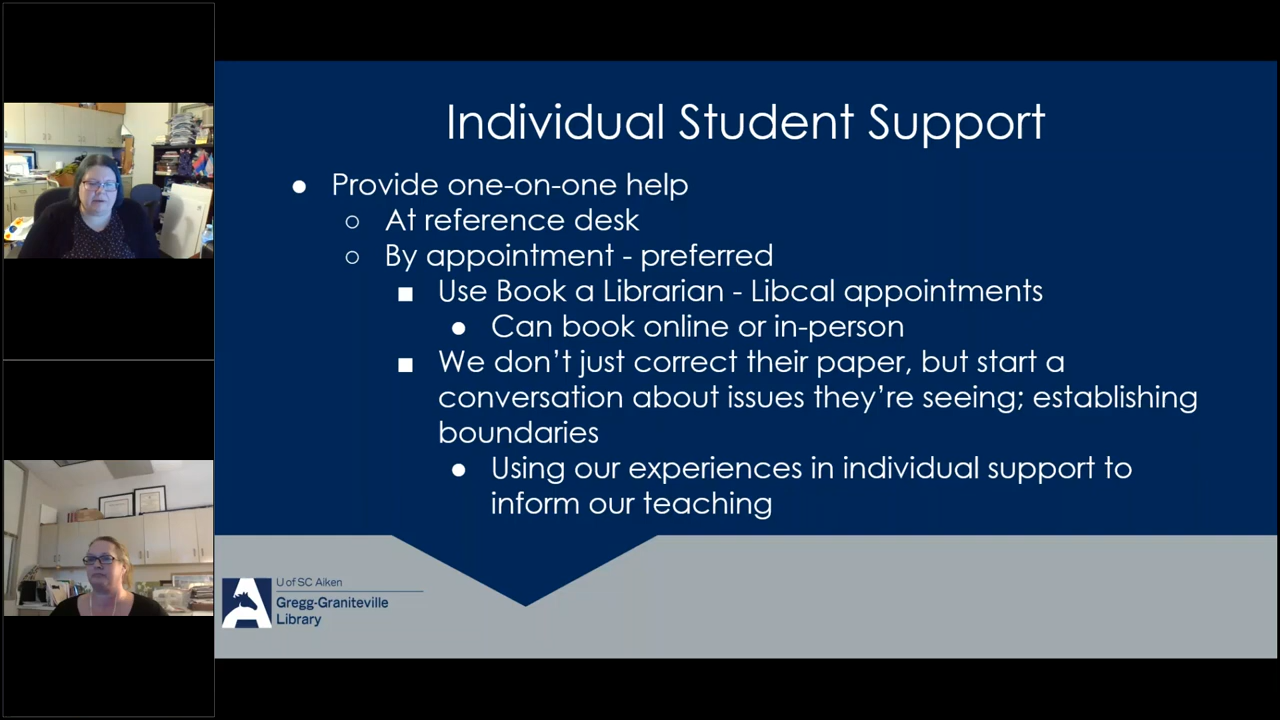 Individual Student Support
● Provide one-on-one help
○ At reference desk
○ By appointment - preferred
■ Use Book a Librarian - Libcal appointments
● Can book online or in-person
■ We don’t just correct their paper, but start a
conversation about issues they’re seeing; establishing
boundaries
● Using our experiences in individual support to
inform our teaching
U of SC Aiken
Gregg-Graniteville
Library